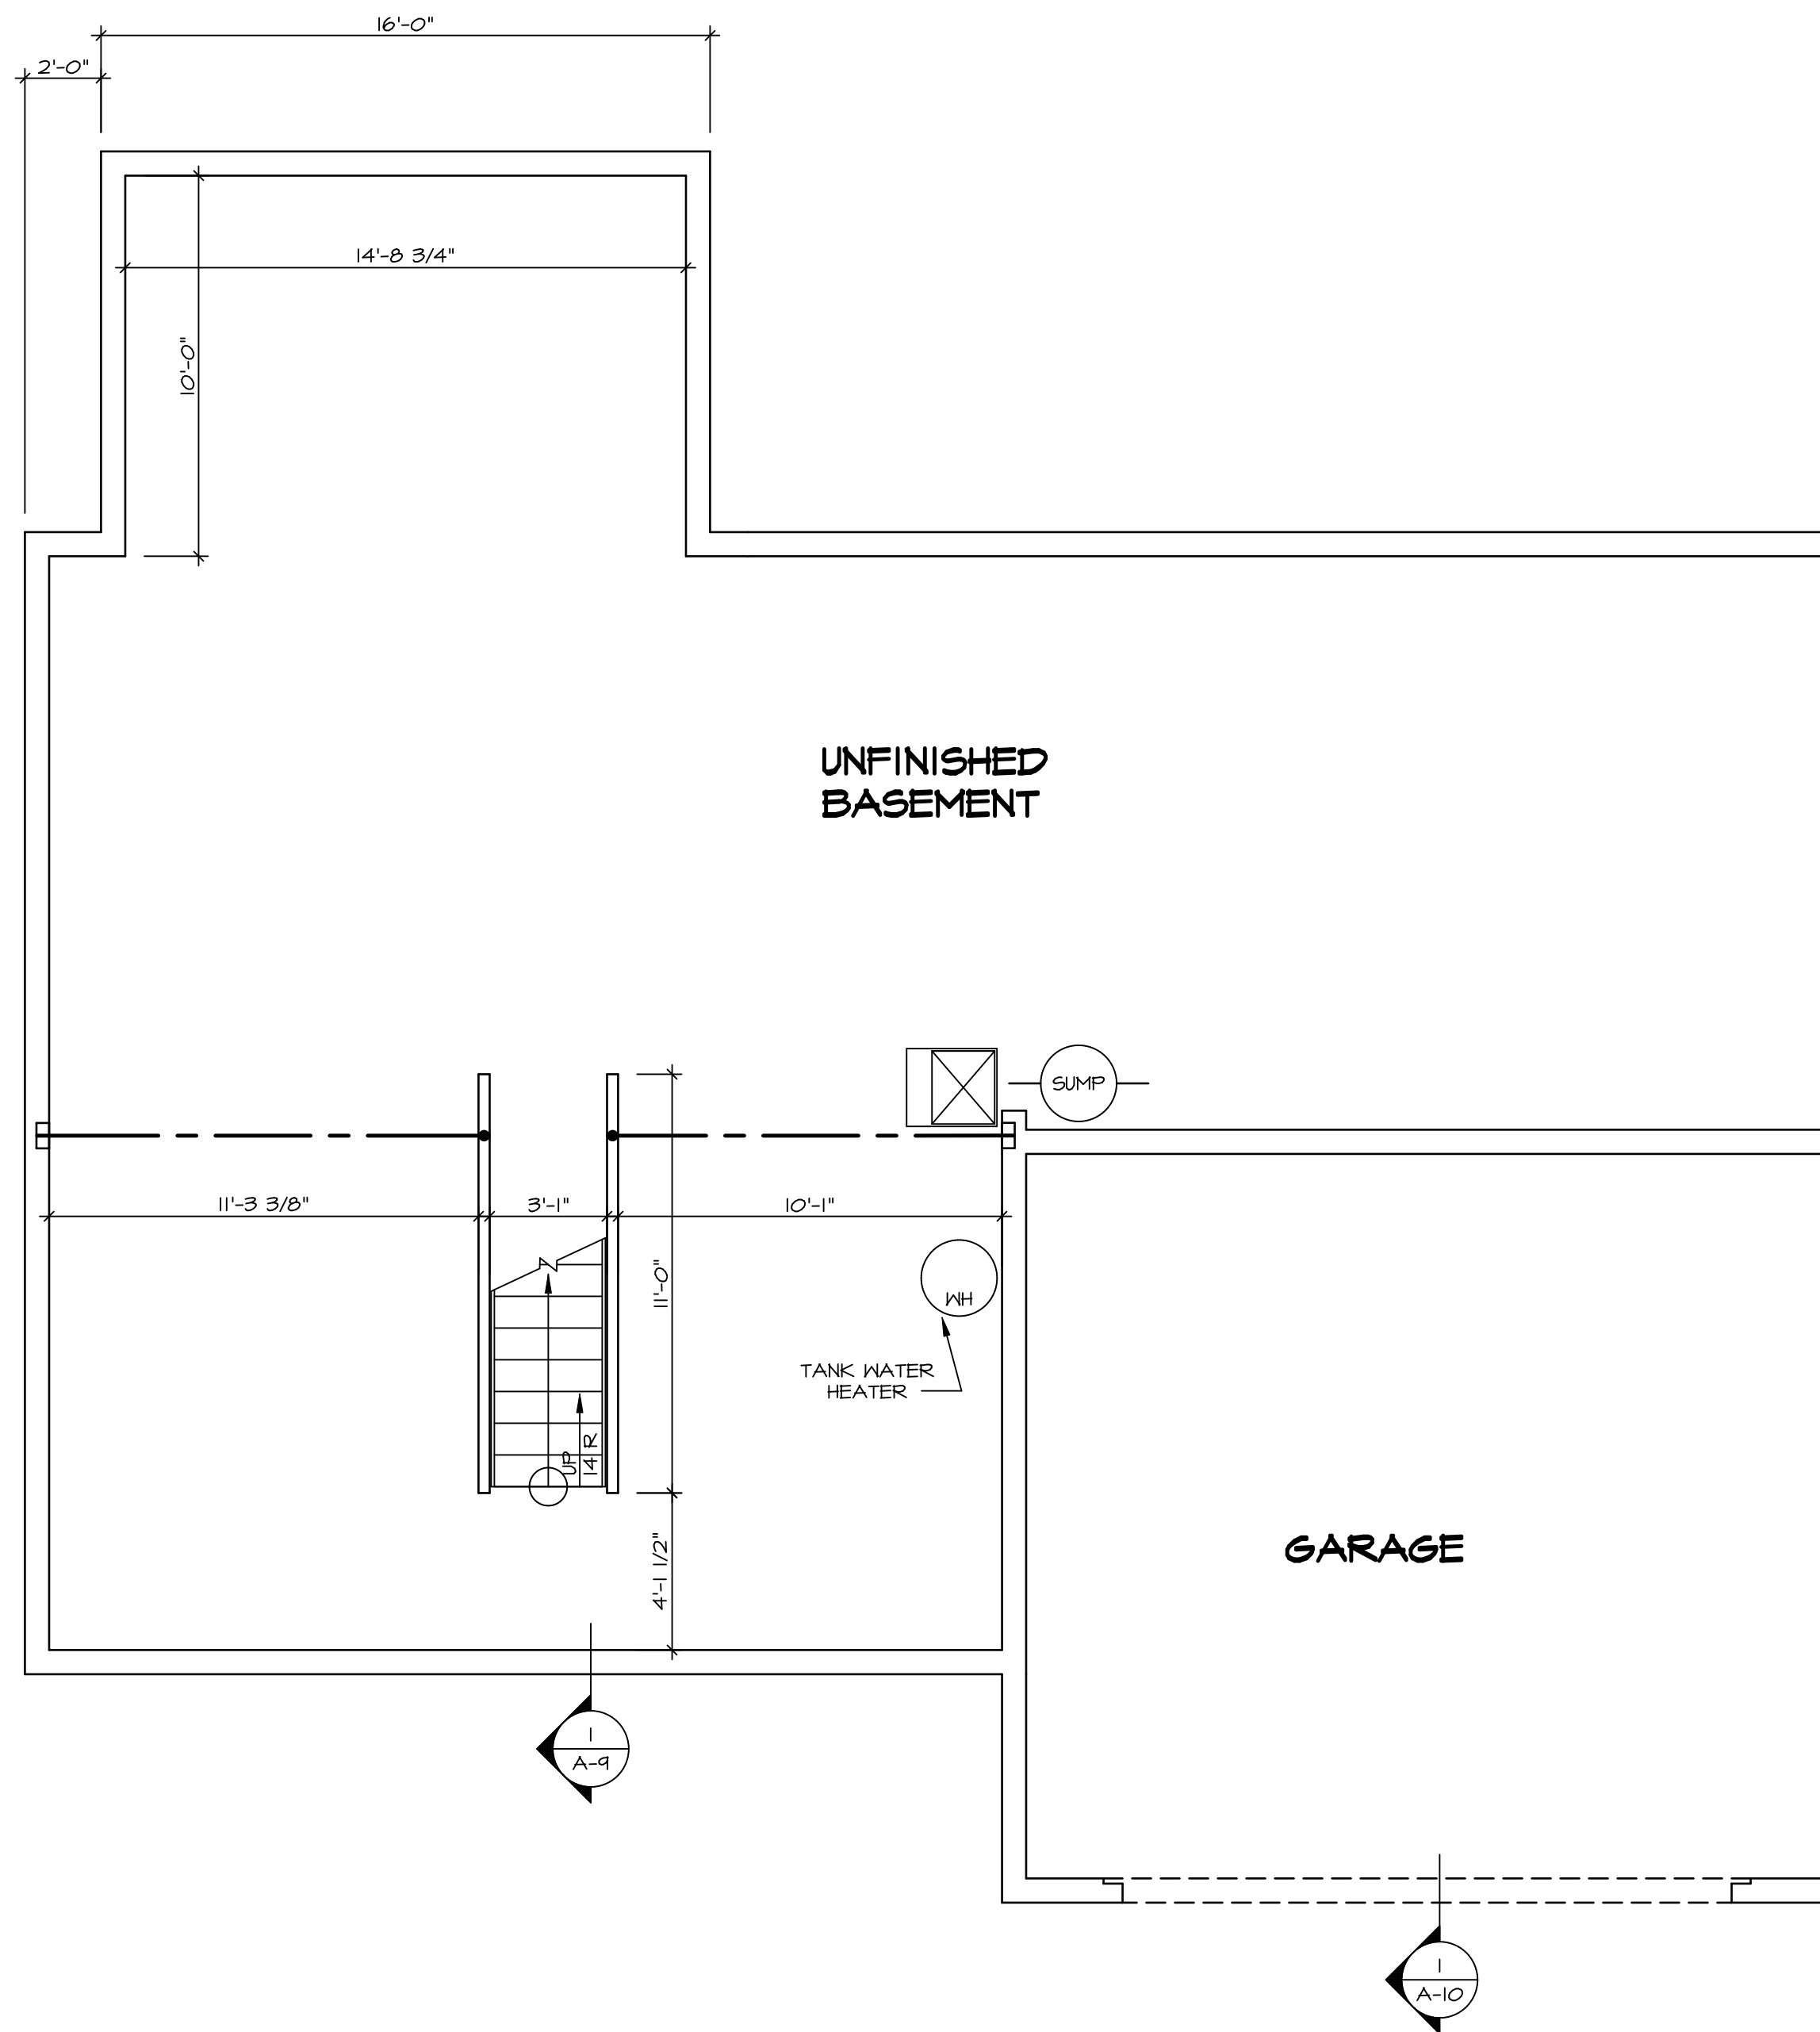 16'-0"
2'-0"
14'-8 3/4"
10'-0"
UNFINISHED
BASEMENT
SUMP
11'-3 3/8"
3'-1"
10'-1"
11'-0"
WH
TANK WATER
HEATER
UP
14 R
4'-1 1/2"
GARAGE
1
A-9
1
A-10